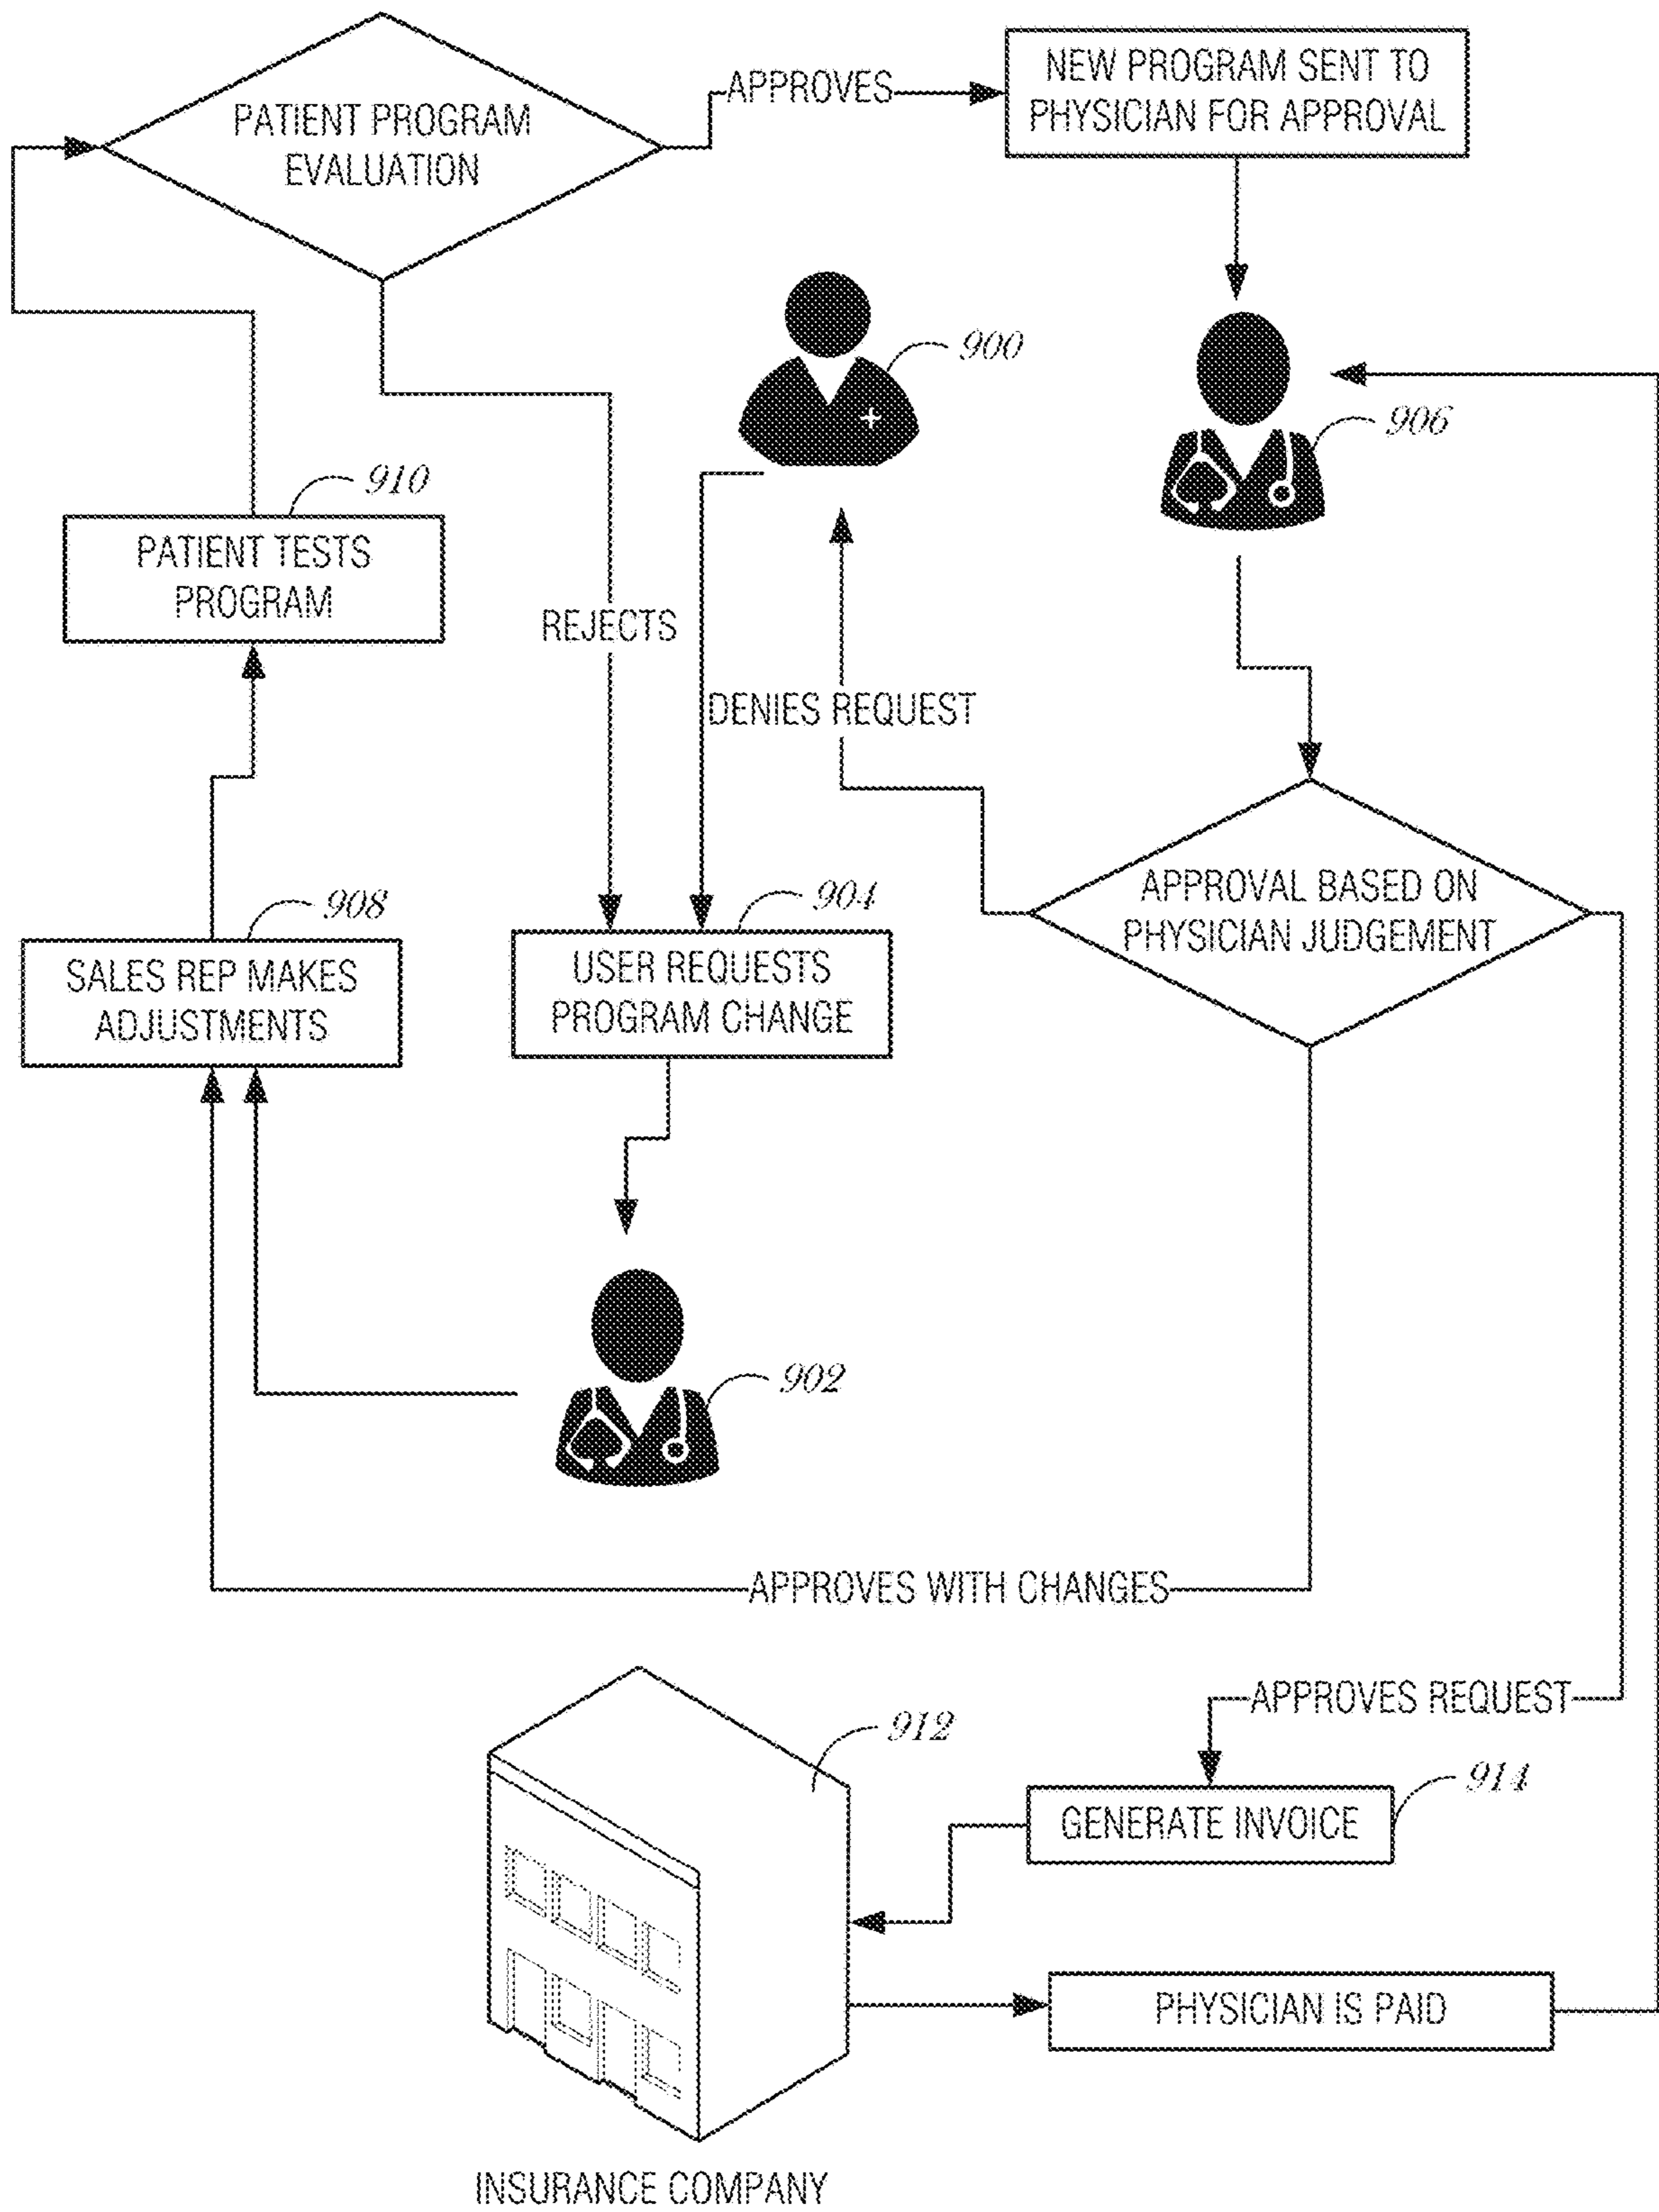 PATIENT PROGRAM
EVALUATION
APPROVES
NEW PROGRAM SENT TO
PHYSICIAN FOR APPROVAL
900
906
910
PATIENT TESTS
PROGRAM
REJECTS
DENIES REQUEST
908
SALES REP MAKES
ADJUSTMENTS
904
USER REQUESTS
PROGRAM CHANGE
APPROVAL BASED ON
PHYSICIAN JUDGEMENT
902
APPROVES WITH CHANGES
APPROVES REQUEST
912
914
GENERATE INVOICE
PHYSICIAN IS PAID
INSURANCE COMPANY